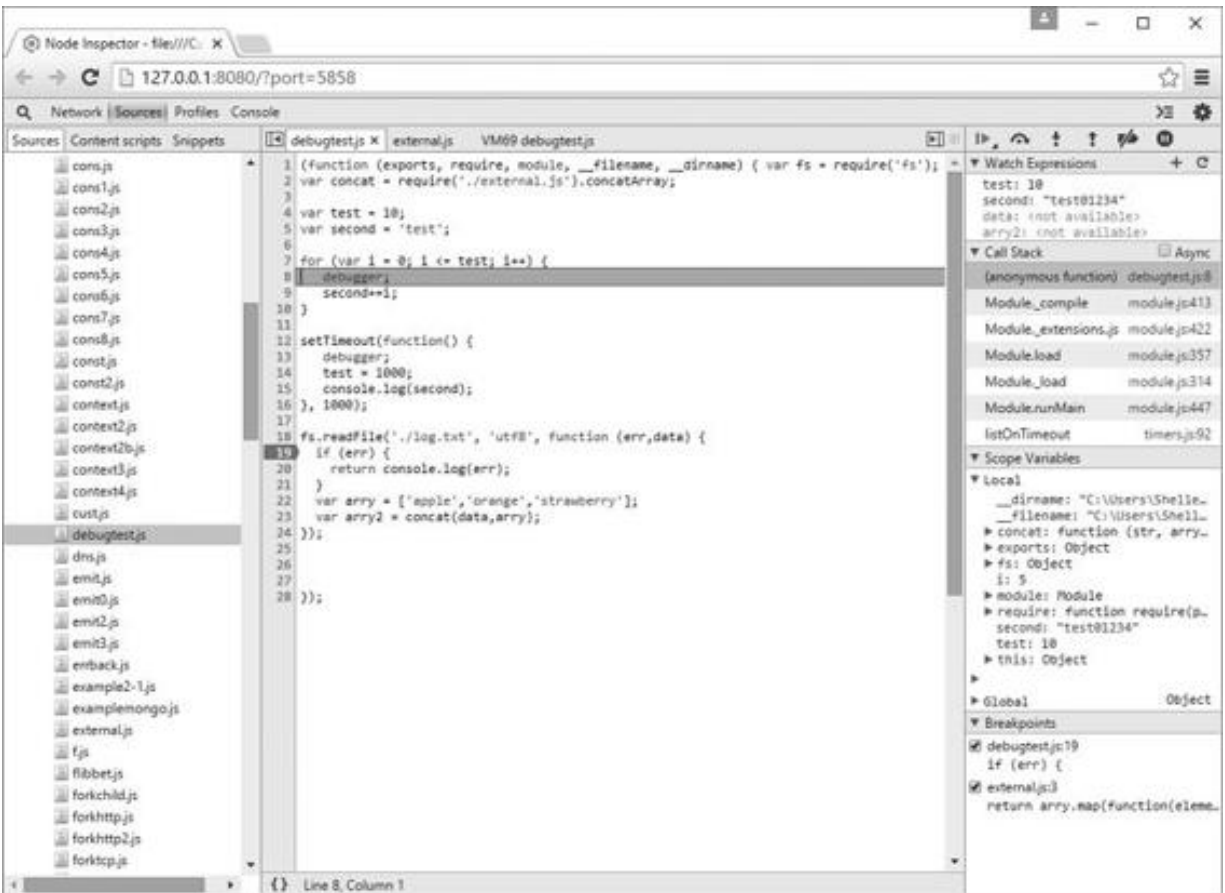 Node Inspector - file:///C:
127.0.0.1:8080/?port=5858
Network Sources Profiles Console
Sources Content scripts Snippets
cons.js
cons1.js
cons2.js
cons3.js
cons4.js
cons5.js
cons6.js
cons7.js
cons8.js
const.js
const2.js
context.js
context2.js
context2b.js
context3.js
context4.js
cust.js
debugtest.js
dns.js
emit.js
emit0.js
emit2.js
emit3.js
errback.js
example2-1.js
examplemongo.js
external.js
f.js
flibbet.js
forkchild.js
forkhttp.js
forkhttp2.js
forktcp.js
debugtest.js × external.js VM69 debugtest.js
1 (function (exports, require, module, __filename, __dirname) { var fs = require('fs');
2 var concat = require('./external.js').concatArray;
3
4 var test = 10;
5 var second = 'test';
6
7 for (var i = 0; i <= test; i++) {
8 debugger;
9 second+=i;
10 }
11
12 setTimeout(function() {
13 debugger;
14 test = 1000;
15 console.log(second);
16 }, 1000);
17
18 fs.readFile('./log.txt', 'utf8', function (err,data) {
19 if (err) {
20 return console.log(err);
21 }
22 var arry = ['apple','orange','strawberry'];
23 var arry2 = concat(data,arry);
24 });
25
26
27
28 });
{} Line 8, Column 1
Watch Expressions
test: 10
second: "test01234"
data: <not available>
arry2: <not available>
Call Stack Async
(anonymous function) debugtest.js:8
Module._compile module.js:413
Module._extensions.js module.js:422
Module.load module.js:357
Module._load module.js:314
Module.runMain module.js:447
listOnTimeout timers.js:92
Scope Variables
Local
__dirname: "C:\Users\Shelle…
__filename: "C:\Users\Shell…
concat: function (str, arry…
exports: Object
fs: Object
i: 5
module: Module
require: function require(p…
second: "test01234"
test: 10
this: Object
Global Object
Breakpoints
debugtest.js:19
if (err) {
external.js:3
return arry.map(function(eleme…